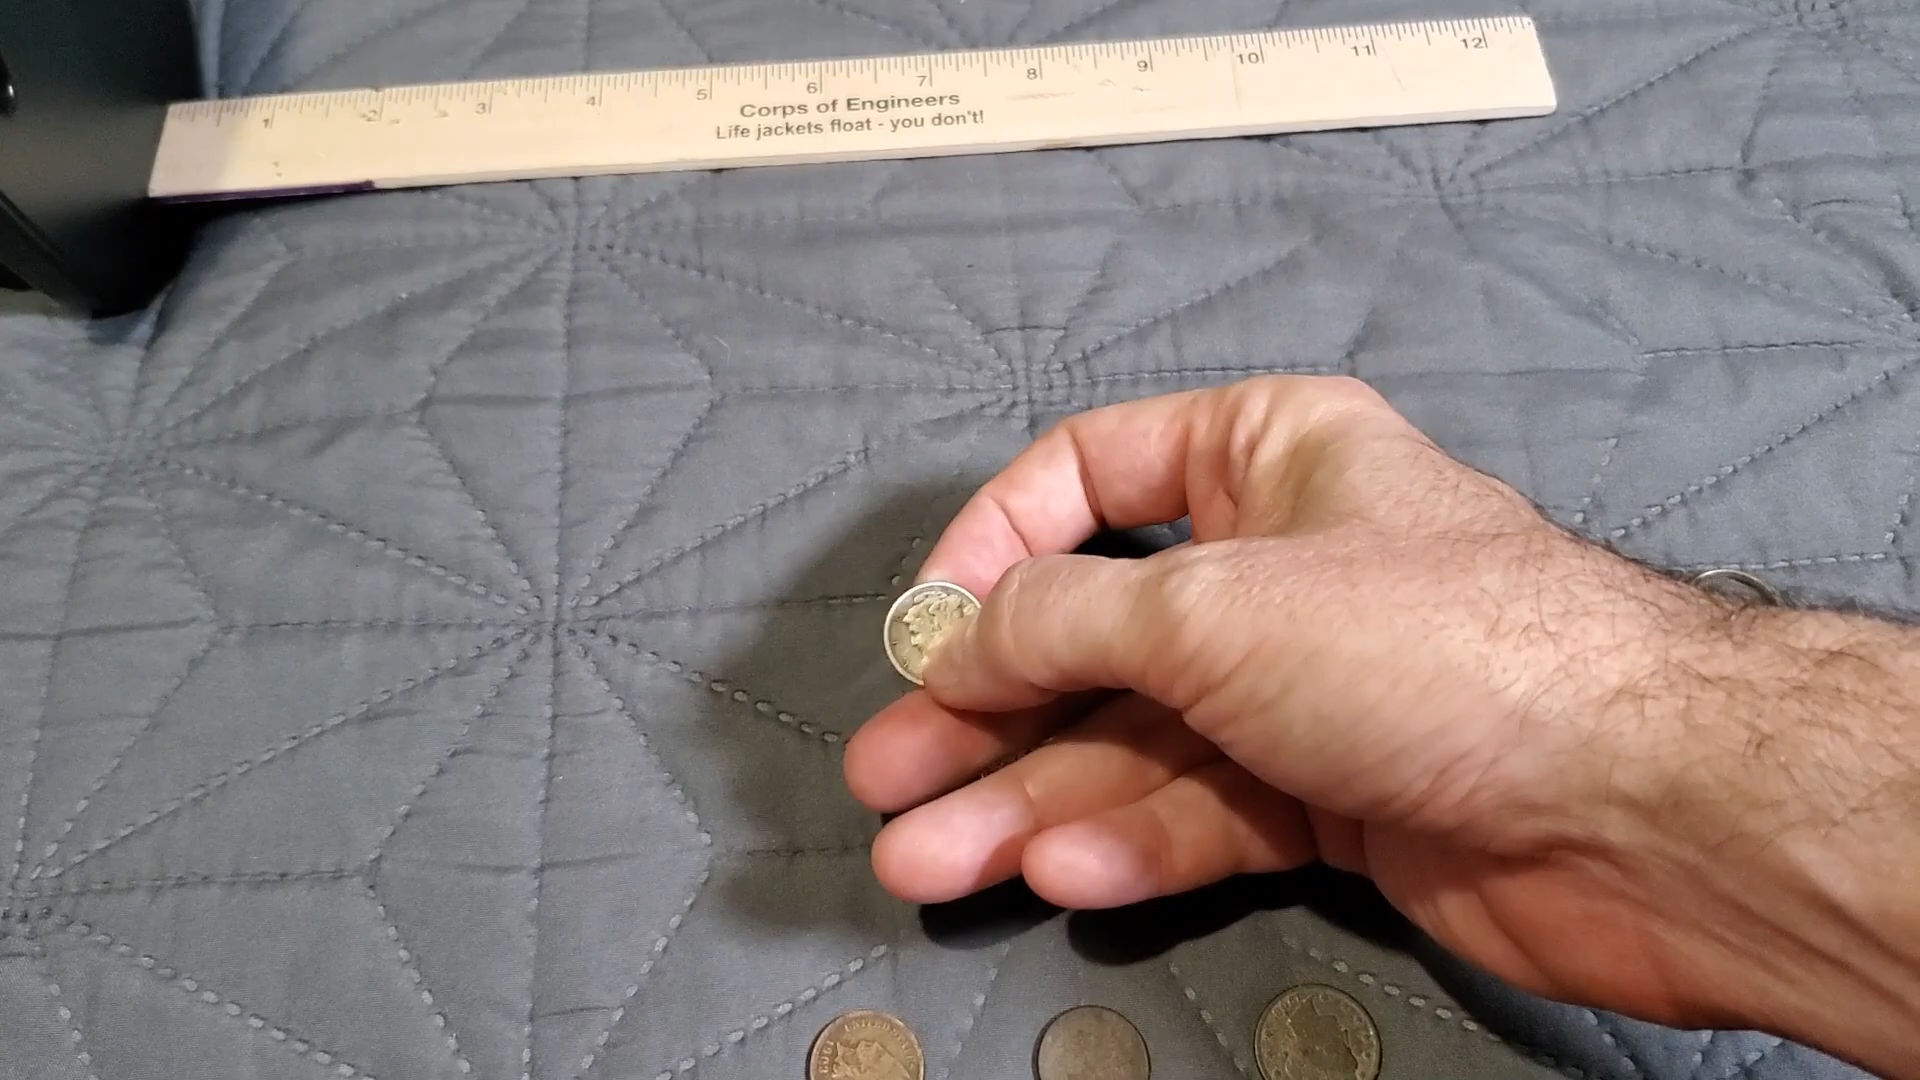 1 2 3 4 5 6 7 8 9 10 11 12
Corps of Engineers
Life jackets float - you don't!
UNITED